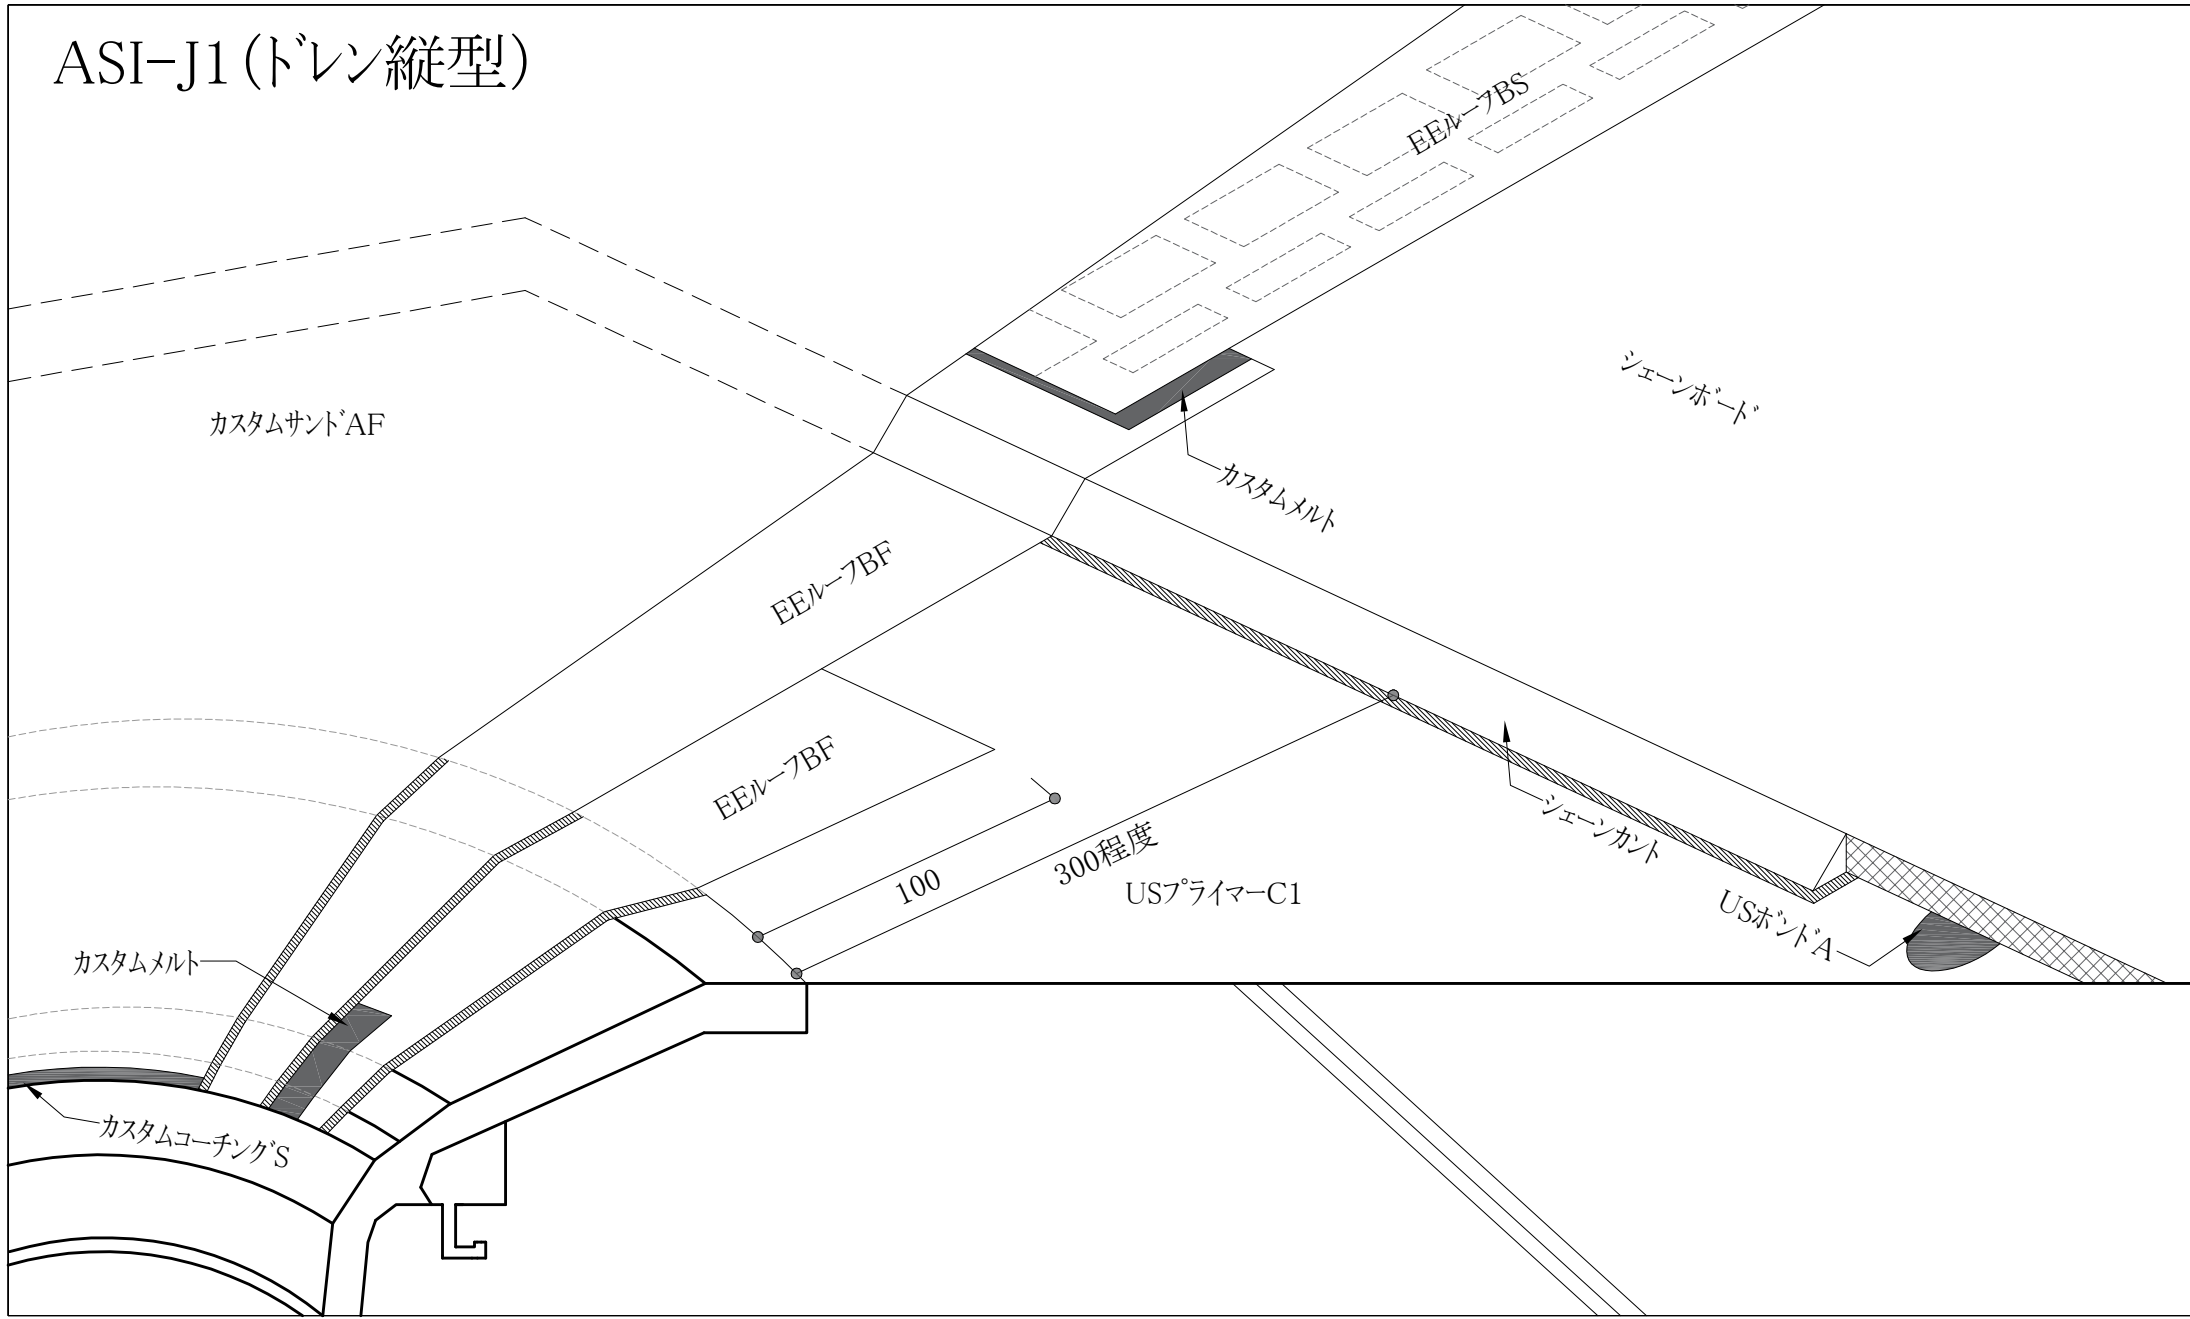 ASI-J1(ドレン縦型)
EEルーフBS
シェーンボード
カスタムサンドAF
カスタムメルト
EEルーフBF
EEルーフBF
シェーンカント
300程度
100
USプライマーC1
USボンドA
カスタムメルト
カスタムコーチングS